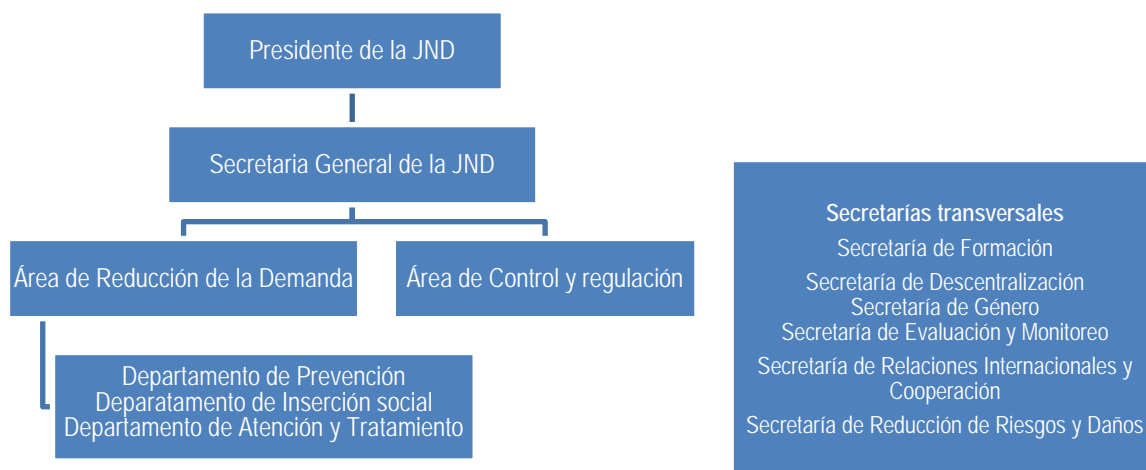 Presidente de la JND
Secretaria General de la JND
Área de Reducción de la Demanda
Área de Control y regulación
Departamento de Prevención
Deparatamento de Inserción social
Departamento de Atención y Tratamiento
Secretarías transversales
Secretaría de Formación
Secretaría de Descentralización
Secretaría de Género
Secretaría de Evaluación y Monitoreo
Secretaría de Relaciones Internacionales y
Cooperación
Secretaría de Reducción de Riesgos y Daños